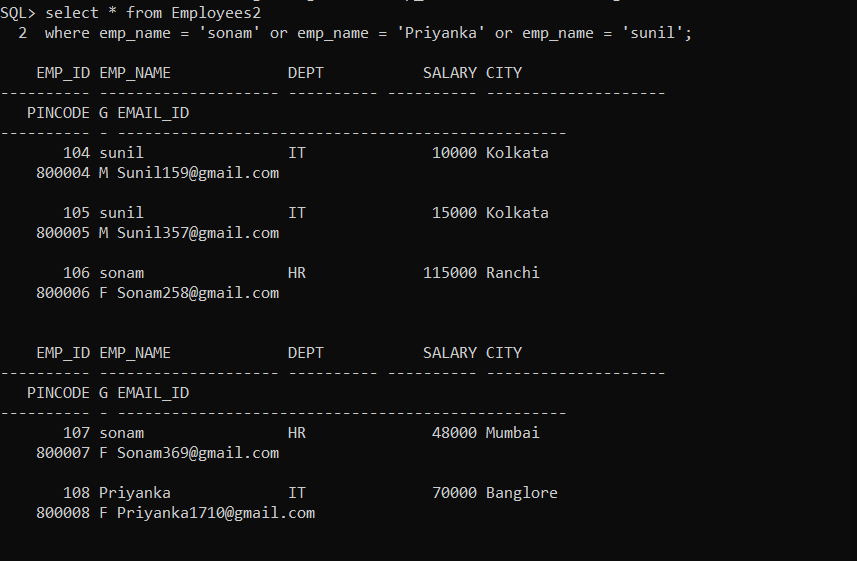 SQL> select * from Employees2
  2  where emp_name = 'sonam' or emp_name = 'Priyanka' or emp_name = 'sunil';

    EMP_ID EMP_NAME             DEPT           SALARY CITY
---------- -------------------- ---------- ---------- --------------------
   PINCODE G EMAIL_ID
---------- - --------------------------------------------------
       104 sunil                IT              10000 Kolkata
    800004 M Sunil159@gmail.com

       105 sunil                IT              15000 Kolkata
    800005 M Sunil357@gmail.com

       106 sonam                HR             115000 Ranchi
    800006 F Sonam258@gmail.com


    EMP_ID EMP_NAME             DEPT           SALARY CITY
---------- -------------------- ---------- ---------- --------------------
   PINCODE G EMAIL_ID
---------- - --------------------------------------------------
       107 sonam                HR              48000 Mumbai
    800007 F Sonam369@gmail.com

       108 Priyanka             IT              70000 Banglore
    800008 F Priyanka1710@gmail.com